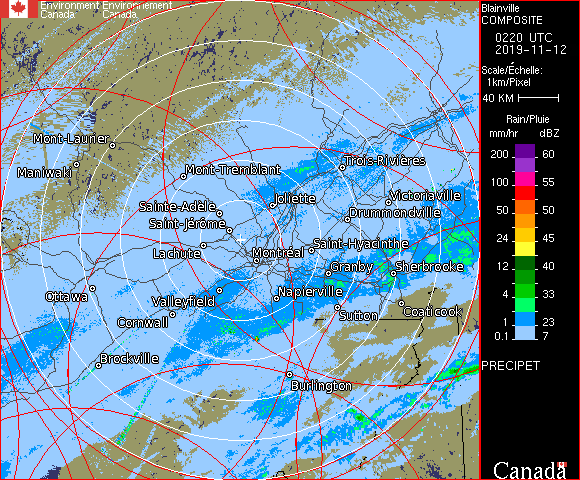 Environment Environnement
Canada Canada
Blainville
COMPOSITE
0220 UTC
2019-11-12
Scale/Échelle:
1km/Pixel
40 KM
Rain/Pluie
mm/hr dBZ
200 60
100 55
50 50
24 45
12 40
4 33
1 23
0.1 7
PRECIPET
Canada
Mont-Laurier
Maniwaki
Mont-Tremblant
Trois-Rivières
Sainte-Adèle
Joliette
Victoriaville
Drummondville
Saint-Jérôme
Lachute
Montréal
Saint-Hyacinthe
Granby
Sherbrooke
Ottawa
Valleyfield
Napierville
Cornwall
Sutton
Coaticook
Brockville
Burlington